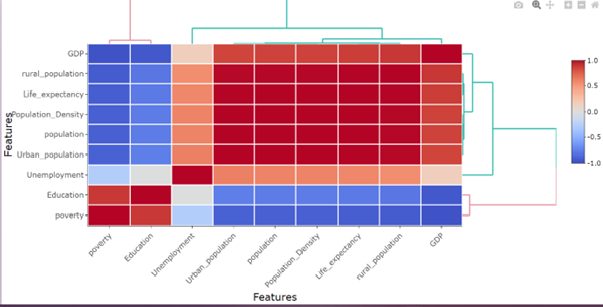 GDP
rural_population
Life_expectancy
Population_Density
population
Urban_population
Unemployment
Education
poverty
Features
poverty
Education
Unemployment
Urban_population
population
Population_Density
Life_expectancy
rural_population
GDP
Features
1.0
0.5
0.0
-0.5
-1.0